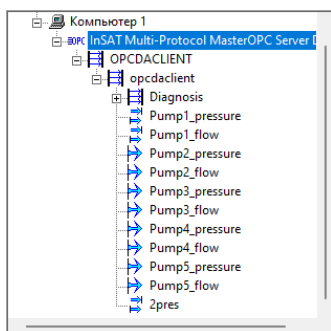 Компьютер 1
OPC InSAT Multi-Protocol MasterOPC Server D
OPCDACLIENT
opcdaclient
Diagnosis
Pump1_pressure
Pump1_flow
Pump2_pressure
Pump2_flow
Pump3_pressure
Pump3_flow
Pump4_pressure
Pump4_flow
Pump5_pressure
Pump5_flow
2pres